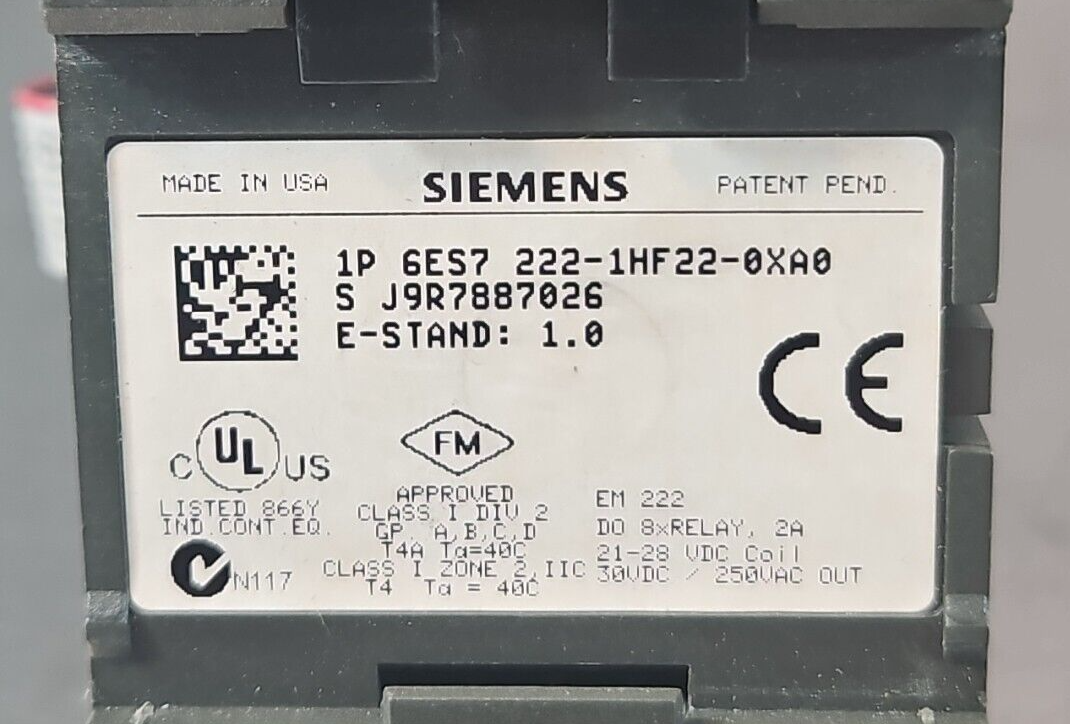 MADE IN USA SIEMENS PATENT PEND.
1P 6ES7 222-1HF22-0XA0
S J9R7887026
E-STAND: 1.0
CE
C UL US
LISTED 866Y
IND.CONT.EQ.
N117
FM
APPROVED
CLASS I DIV 2
GP. A,B,C,D
T4A Ta=40C
CLASS I ZONE 2,IIC
T4 Ta = 40C
EM 222
DO 8xRELAY, 2A
21-28 VDC Coil
30VDC / 250VAC OUT